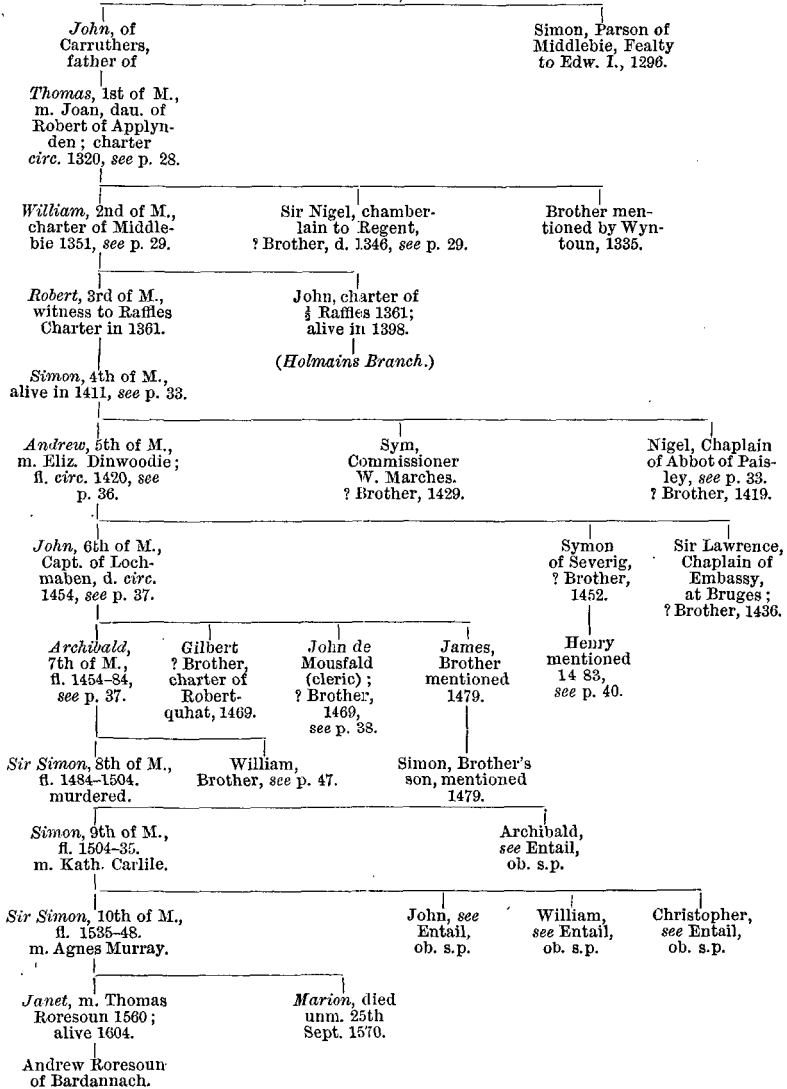 John, of
Carruthers,
father of
Simon, Parson of
Middlebie, Fealty
to Edw. I., 1296.
Thomas, 1st of M.,
m. Joan, dau. of
Robert of Applyn-
den ; charter
circ. 1320, see p. 28.
William, 2nd of M.,
charter of Middle-
bie 1351, see p. 29.
Sir Nigel, chamber-
lain to Regent,
? Brother, d. 1346, see p. 29.
Brother men-
tioned by Wyn-
toun, 1335.
Robert, 3rd of M.,
witness to Raffles
Charter in 1361.
John, charter of
½ Raffles 1361;
alive in 1398.
(Holmains Branch.)
Simon, 4th of M.,
alive in 1411, see p. 33.
Andrew, 5th of M.,
m. Eliz. Dinwoodie ;
fl. circ. 1420, see
p. 36.
Sym,
Commissioner
W. Marches.
? Brother, 1429.
Nigel, Chaplain
of Abbot of Pais-
ley, see p. 33.
? Brother, 1419.
John, 6th of M.,
Capt. of Loch-
maben, d. circ.
1454, see p. 37.
Symon
of Severig,
? Brother,
1452.
Sir Lawrence,
Chaplain of
Embassy,
at Bruges ;
? Brother, 1436.
Archibald,
7th of M.,
fl. 1454-84,
see p. 37.
Gilbert
? Brother,
charter of
Robert-
quhat, 1469.
John de
Mousfald
(cleric) ;
? Brother,
1469,
see p. 38.
James,
Brother
mentioned
1479.
Henry
mentioned
14 83,
see p. 40.
Sir Simon, 8th of M.,
fl. 1484-1504.
murdered.
William,
Brother, see p. 47.
Simon, Brother's
son, mentioned
1479.
Simon, 9th of M.,
fl. 1504-35.
m. Kath. Carlile.
Archibald,
see Entail,
ob. s.p.
Sir Simon, 10th of M.,
fl. 1535-48.
m. Agnes Murray.
John, see
Entail,
ob. s.p.
William,
see Entail,
ob. s.p.
Christopher,
see Entail,
ob. s.p.
Janet, m. Thomas
Roresoun 1560 ;
alive 1604.
Marion, died
unm. 25th
Sept. 1570.
Andrew Roresoun
of Bardannach.